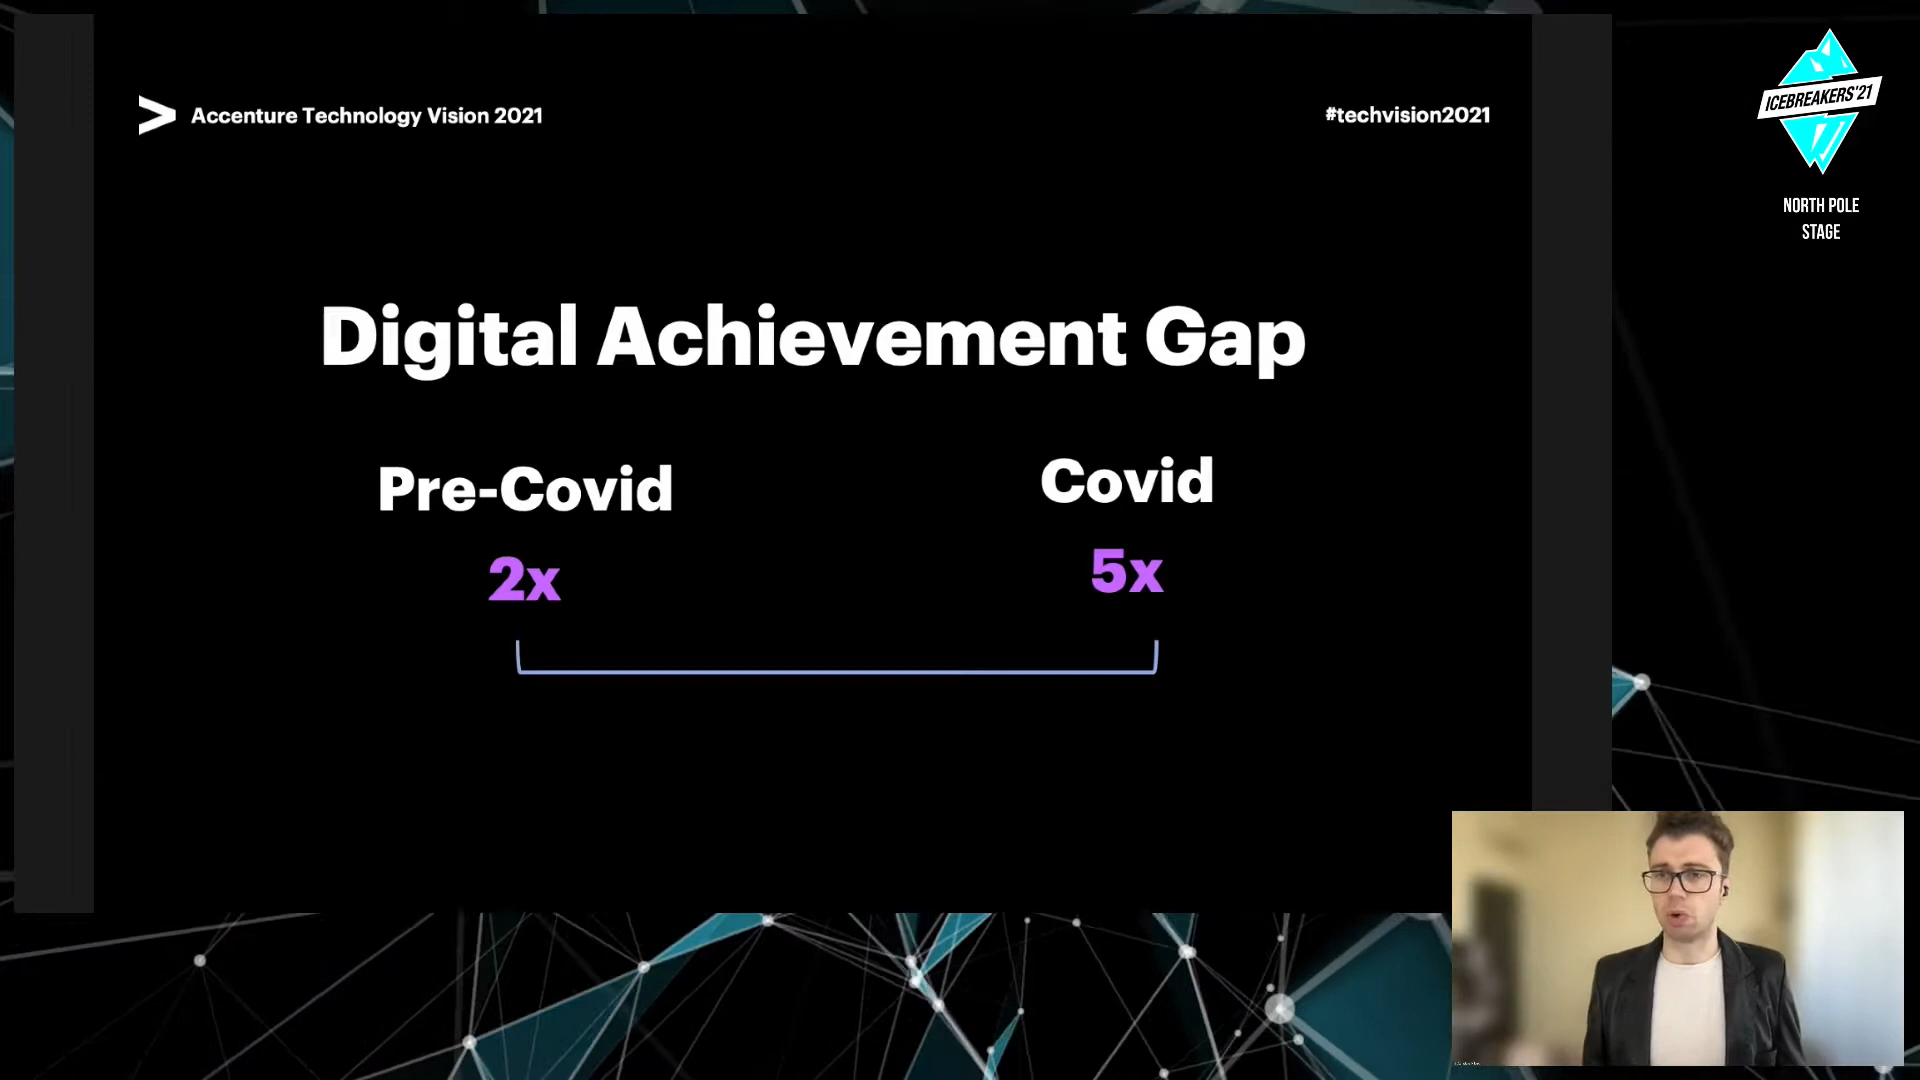 Accenture Technology Vision 2021
#techvision2021
ICEBREAKERS'21
NORTH POLE
STAGE
Digital Achievement Gap
Pre-Covid
Covid
2x
5x